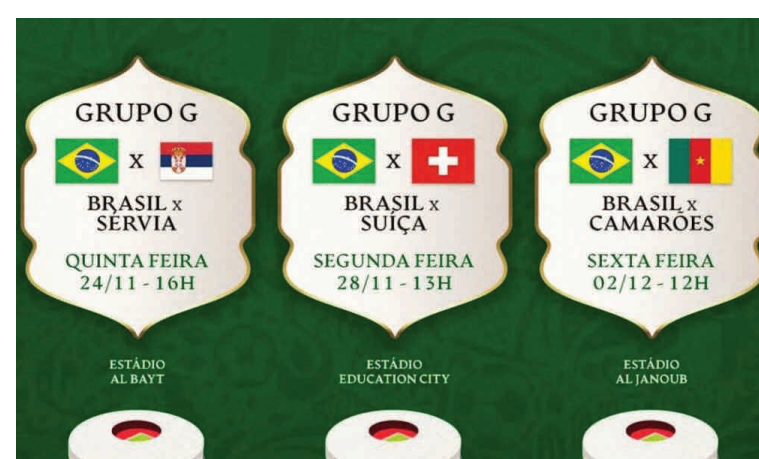 GRUPO G
X
BRASIL X
SÉRVIA
QUINTA FEIRA
24/11 - 16H
ESTÁDIO
AL BAYT
GRUPO G
X
BRASIL X
SUÍÇA
SEGUNDA FEIRA
28/11 - 13H
ESTÁDIO
EDUCATION CITY
GRUPO G
X
BRASIL X
CAMARÕES
SEXTA FEIRA
02/12 - 12H
ESTÁDIO
AL JANOUB